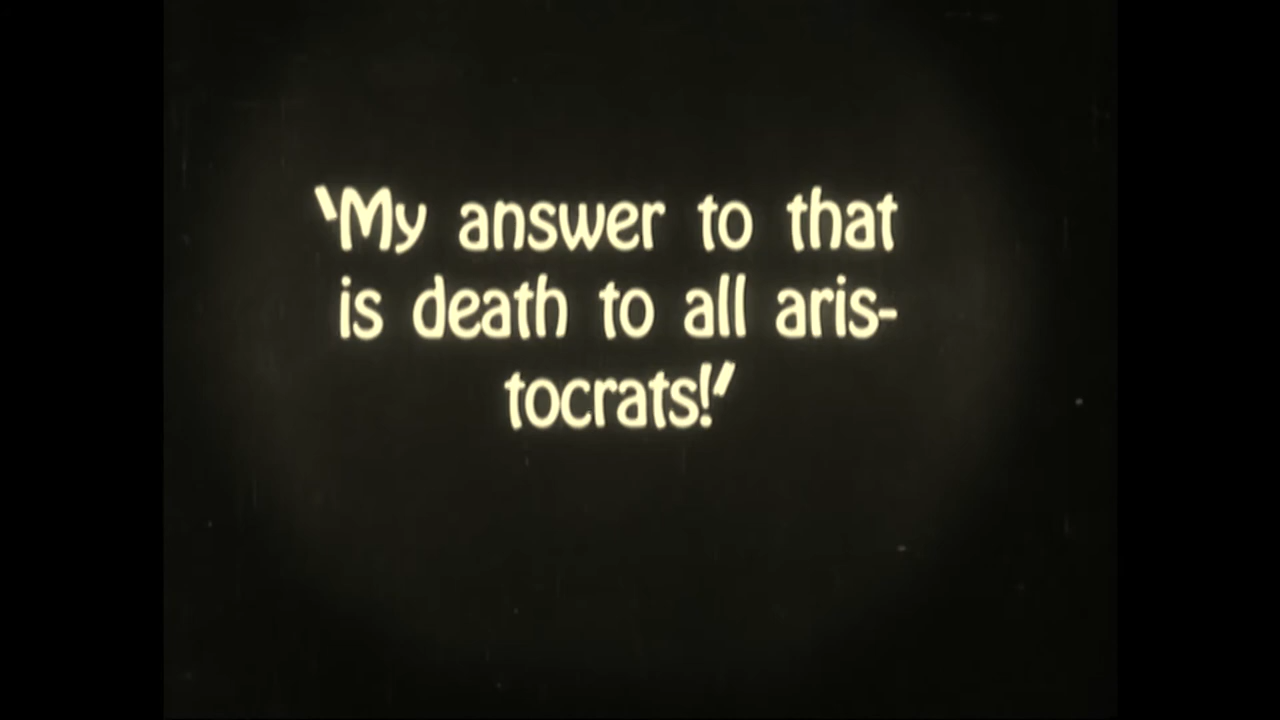 "My answer to that
is death to all aris-
tocrats!"